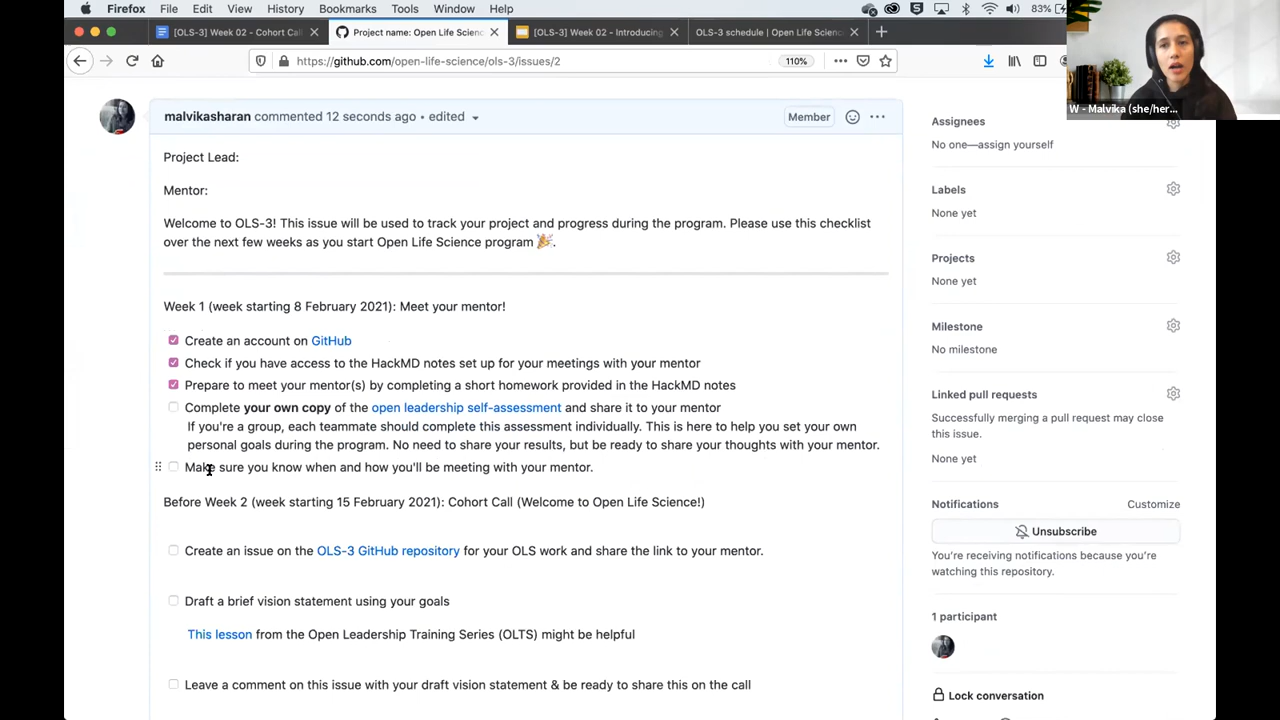 Firefox File Edit View History Bookmarks Tools Window Help 83%
[OLS-3] Week 02 - Cohort Call
Project name: Open Life Scienc
[OLS-3] Week 02 - Introducing
OLS-3 schedule | Open Life Scienc
https://github.com/open-life-science/ols-3/issues/2
110%
W - Malvika (she/her...
malvikasharan commented 12 seconds ago • edited
Member
Project Lead:
Mentor:
Welcome to OLS-3! This issue will be used to track your project and progress during the program. Please use this checklist
over the next few weeks as you start Open Life Science program 🎉.
Week 1 (week starting 8 February 2021): Meet your mentor!
Create an account on GitHub
Check if you have access to the HackMD notes set up for your meetings with your mentor
Prepare to meet your mentor(s) by completing a short homework provided in the HackMD notes
Complete your own copy of the open leadership self-assessment and share it to your mentor
If you're a group, each teammate should complete this assessment individually. This is here to help you set your own
personal goals during the program. No need to share your results, but be ready to share your thoughts with your mentor.
Make sure you know when and how you'll be meeting with your mentor.
Before Week 2 (week starting 15 February 2021): Cohort Call (Welcome to Open Life Science!)
Create an issue on the OLS-3 GitHub repository for your OLS work and share the link to your mentor.
Draft a brief vision statement using your goals
This lesson from the Open Leadership Training Series (OLTS) might be helpful
Leave a comment on this issue with your draft vision statement & be ready to share this on the call
Assignees
No one—assign yourself
Labels
None yet
Projects
None yet
Milestone
No milestone
Linked pull requests
Successfully merging a pull request may close
this issue.
None yet
Notifications
Customize
Unsubscribe
You're receiving notifications because you're
watching this repository.
1 participant
Lock conversation